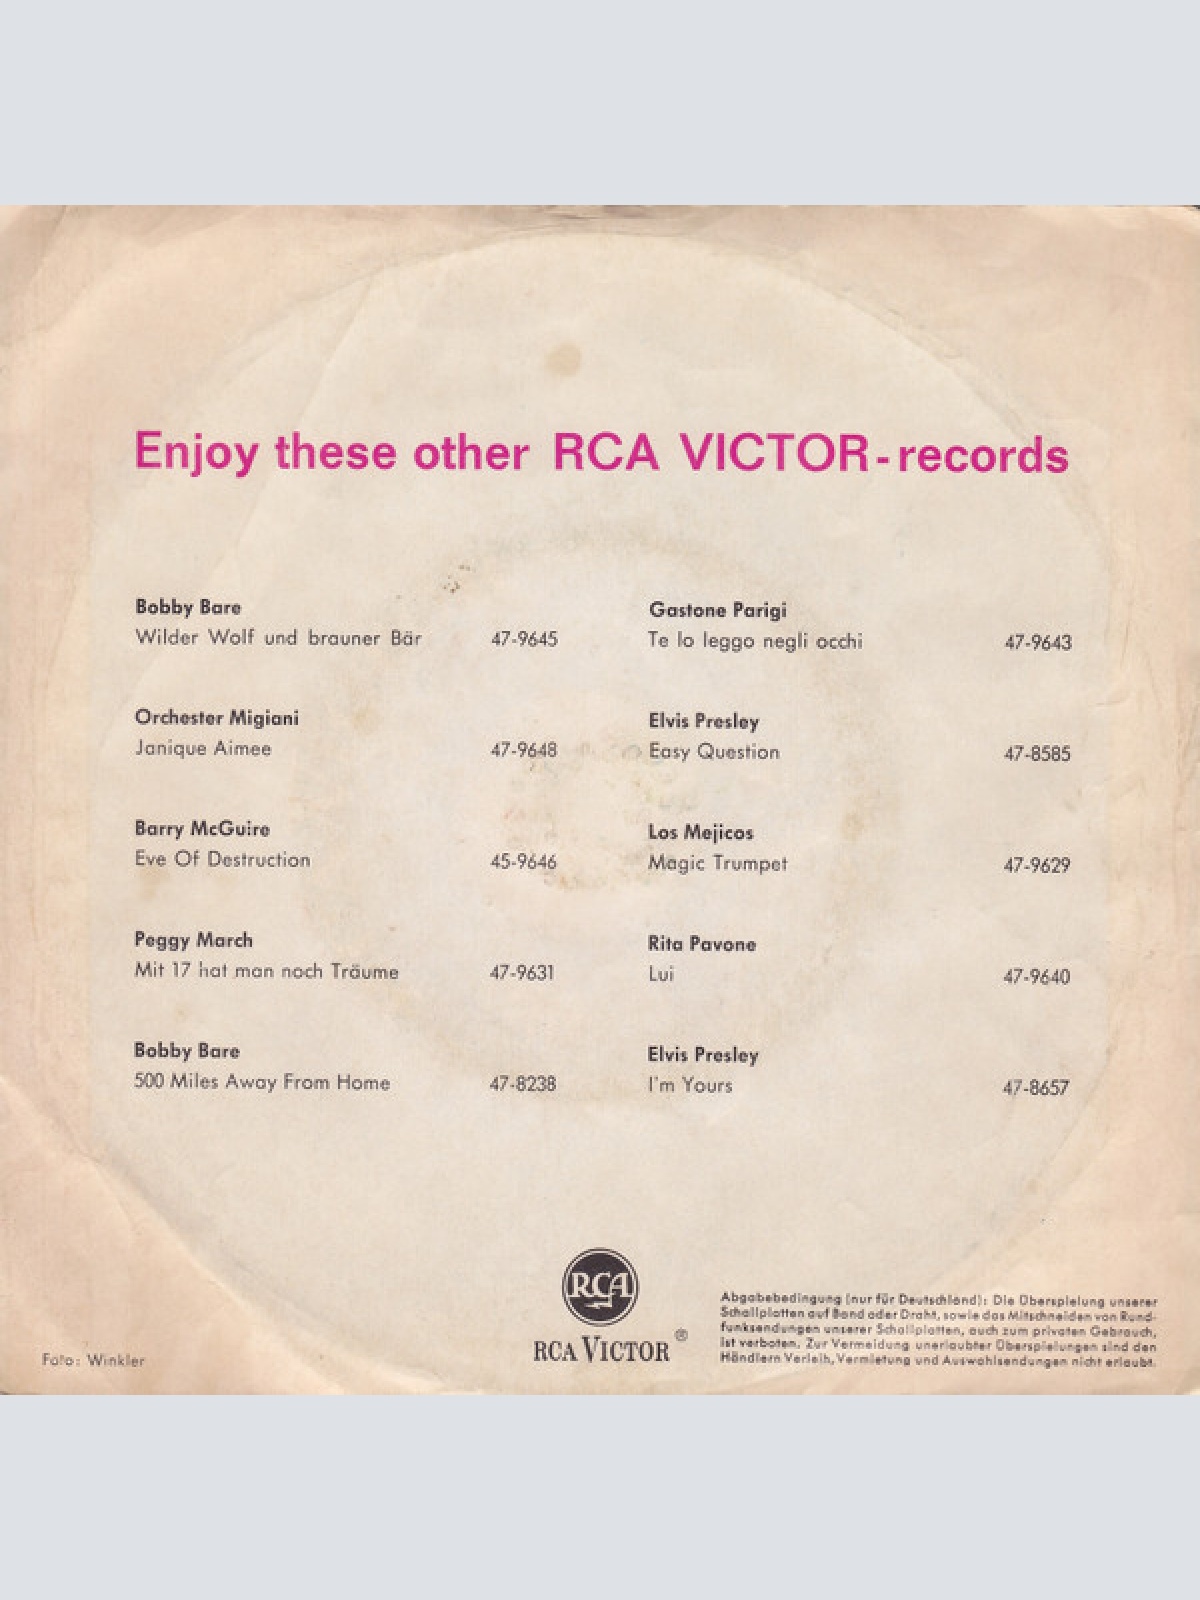 Enjoy these other RCA VICTOR-records
Bobby Bare
Wilder Wolf und brauner Bär 47-9645
Orchester Migiani
Janique Aimee 47-9648
Barry McGuire
Eve Of Destruction 45-9646
Peggy March
Mit 17 hat man noch Träume 47-9631
Bobby Bare
500 Miles Away From Home 47-8238
Gastone Parigi
Te lo leggo negli occhi 47-9643
Elvis Presley
Easy Question 47-8585
Los Mejicos
Magic Trumpet 47-9629
Rita Pavone
Lui 47-9640
Elvis Presley
I'm Yours 47-8657
Foto: Winkler
RCA
RCA VICTOR ®
Abgabebedingung (nur für Deutschland): Die Überspielung unserer
Schallplatten auf Band oder Draht, sowie das Mitschneiden von Rund-
funksendungen unserer Schallplatten, auch zum privaten Gebrauch,
ist verboten. Zur Vermeidung unerlaubter Überspielungen sind den
Händlern Verleih, Vermietung und Auswahlsendungen nicht erlaubt.